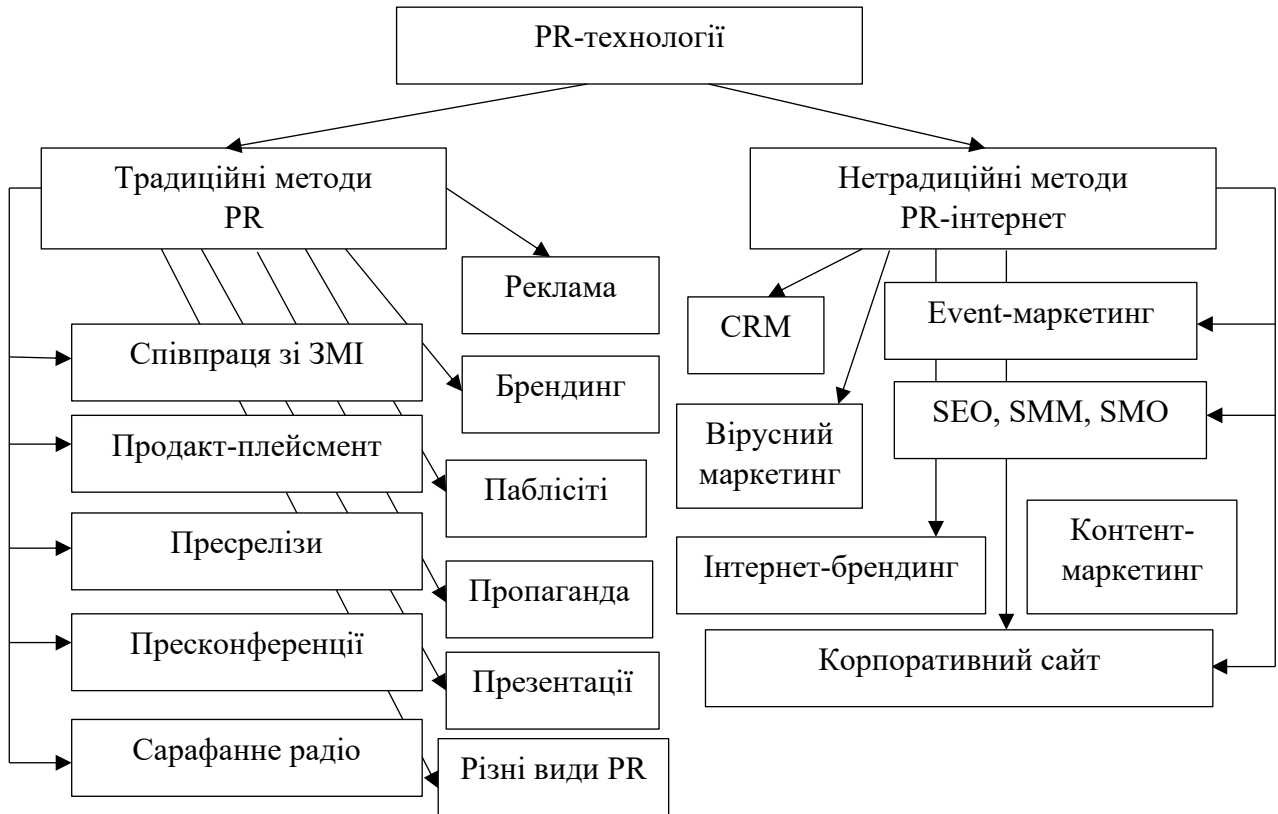 PR-технології
Традиційні методи
PR
Нетрадиційні методи
PR-інтернет
Реклама
Співпраця зі ЗМІ
Брендинг
Продакт-плейсмент
Паблісіті
Пресрелізи
Пропаганда
Пресконференції
Презентації
Сарафанне радіо
Різні види PR
CRM
Event-маркетинг
Вірусний
маркетинг
SEO, SMM, SMO
Інтернет-брендинг
Контент-
маркетинг
Корпоративний сайт